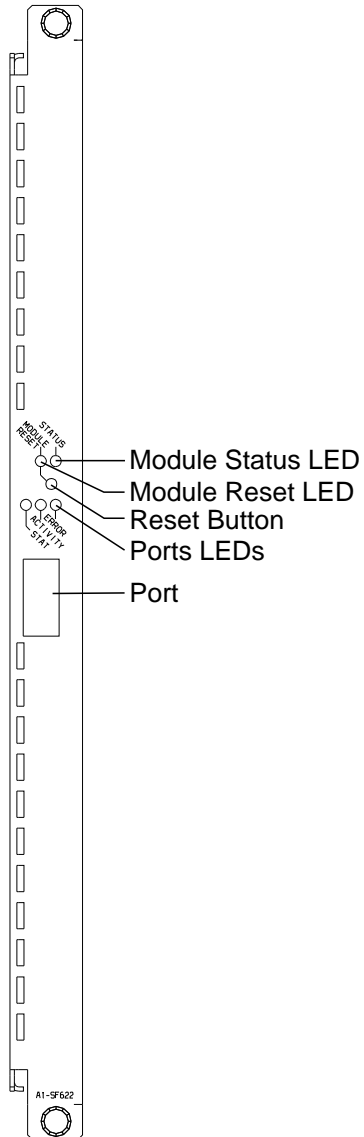 STATUS
MODULE
RESET
Module Status LED
Module Reset LED
Reset Button
Ports LEDs
ERROR
ACTIVITY
STAT
Port
A1-SF622